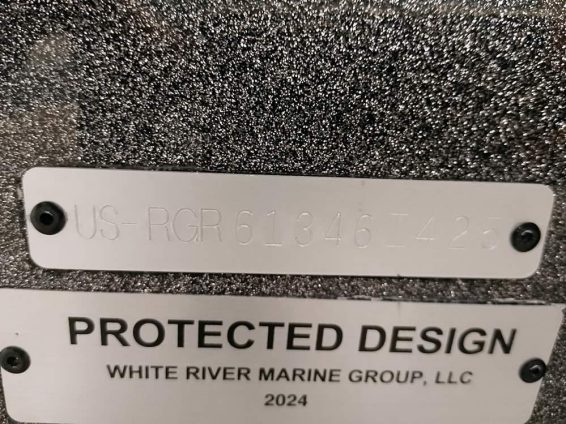 US-RGR61346I425
PROTECTED DESIGN
WHITE RIVER MARINE GROUP, LLC
2024